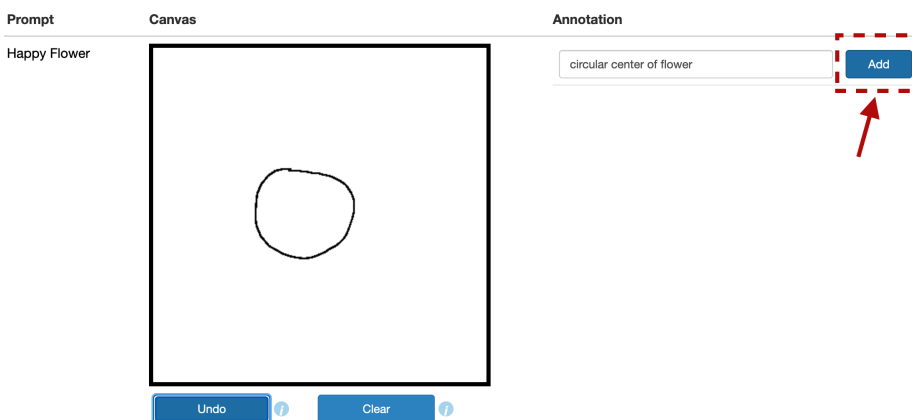 Prompt Canvas Annotation
Happy Flower
circular center of flower Add
Undo i Clear i